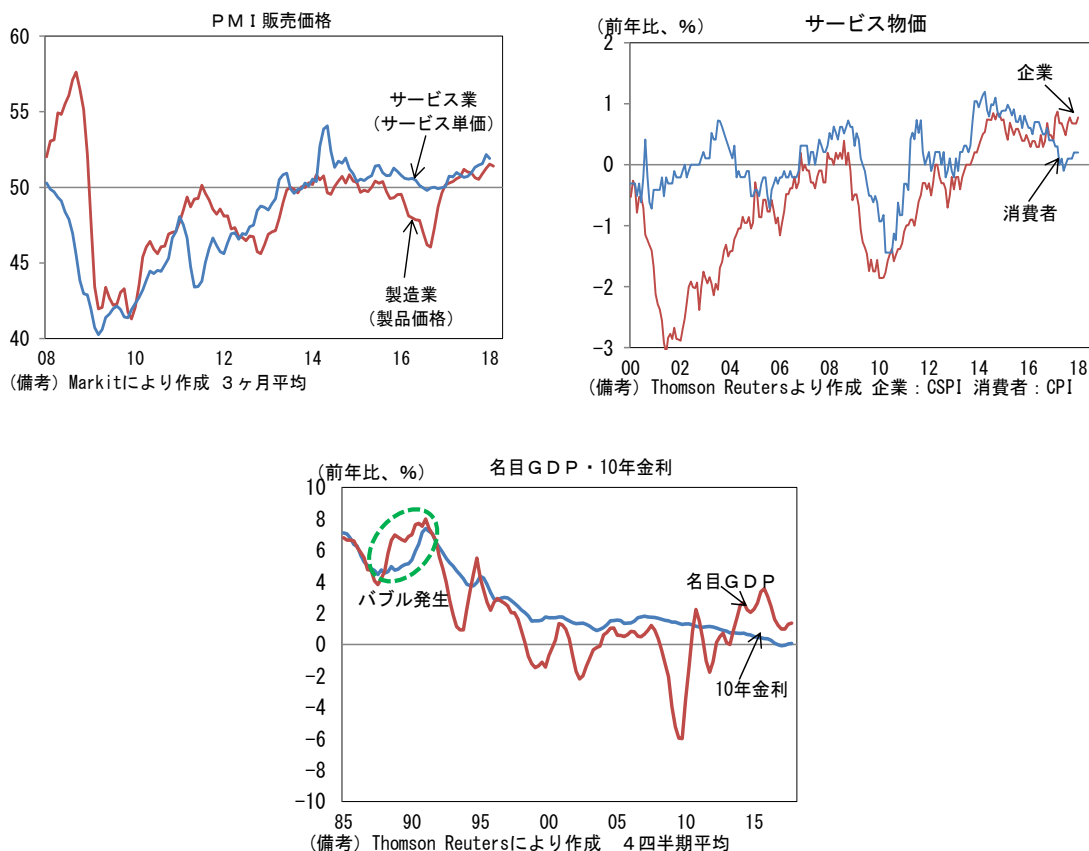 ＰＭＩ販売価格
60
55
50
45
40
サービス業
(サービス単価)
製造業
(製品価格)
08 10 12 14 16 18
(備考) Markitにより作成 ３ヶ月平均
(前年比、%) サービス物価
2
1
0
-1
-2
-3
企業
消費者
00 02 04 06 08 10 12 14 16 18
(備考) Thomson Reutersより作成 企業：CSPI 消費者：CPI
(前年比、%) 名目ＧＤＰ・10年金利
10
8
6
4
2
0
-2
-4
-6
-8
-10
バブル発生
名目ＧＤＰ
10年金利
85 90 95 00 05 10 15
(備考) Thomson Reutersにより作成 ４四半期平均